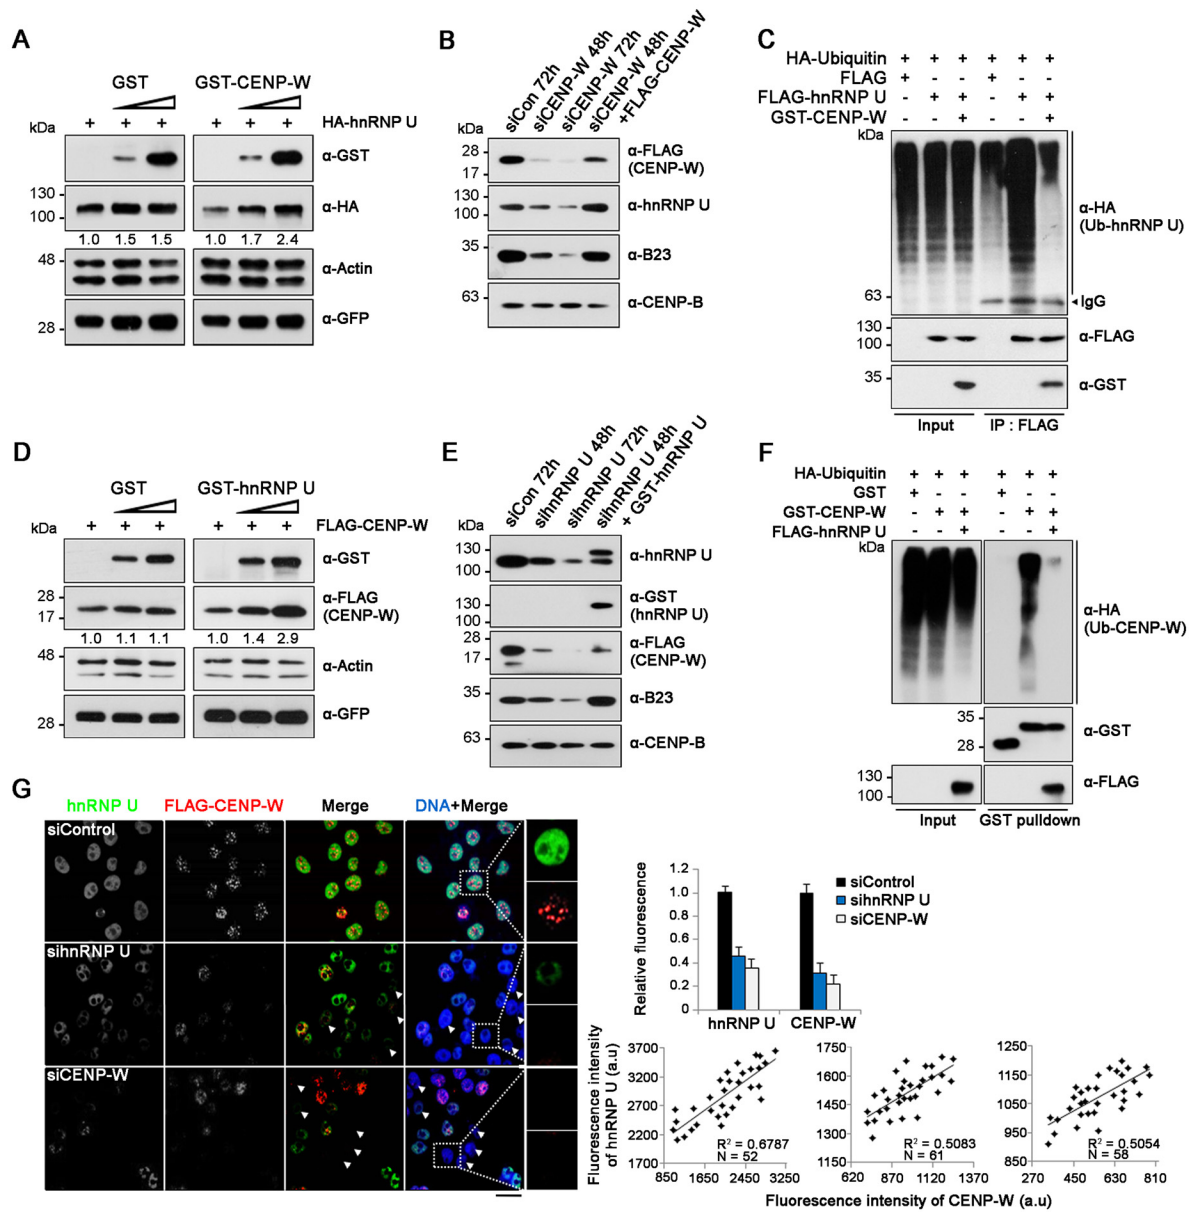 A
GST
GST-CENP-W
kDa
+ + + + + + HA-hnRNP U
α-GST
130
100
α-HA
1.0 1.5 1.5 1.0 1.7 2.4
48
α-Actin
28
α-GFP
B
siCon 72h
siCENP-W 48h
siCENP-W 72h
siCENP-W 48h
+FLAG-CENP-W
kDa
28
17
α-FLAG
(CENP-W)
130
100
α-hnRNP U
35
α-B23
63
α-CENP-B
C
HA-Ubiquitin + + + + + +
FLAG + - - + - -
FLAG-hnRNP U - + + - + +
GST-CENP-W - - + - - +
kDa
α-HA
(Ub-hnRNP U)
63
IgG
130
100
α-FLAG
35
α-GST
Input
IP : FLAG
D
GST
GST-hnRNP U
kDa
+ + + + + + FLAG-CENP-W
α-GST
28
17
α-FLAG
(CENP-W)
1.0 1.1 1.1 1.0 1.4 2.9
48
α-Actin
28
α-GFP
E
siCon 72h
sihnRNP U 48h
sihnRNP U 72h
sihnRNP U 48h
+ GST-hnRNP U
kDa
130
100
α-hnRNP U
130
100
α-GST
(hnRNP U)
28
17
α-FLAG
(CENP-W)
35
α-B23
63
α-CENP-B
F
HA-Ubiquitin + + + + + +
GST + - - + - -
GST-CENP-W - + + - + +
FLAG-hnRNP U - - + - - +
kDa
α-HA
(Ub-CENP-W)
35
28
α-GST
130
100
α-FLAG
Input
GST pulldown
G
hnRNP U
FLAG-CENP-W
Merge
DNA+Merge
siControl
sihnRNP U
siCENP-W
Relative fluorescence
1.2
1.0
0.8
0.6
0.4
0.2
0
siControl
sihnRNP U
siCENP-W
hnRNP U
CENP-W
Fluorescence intensity
of hnRNP U (a.u)
3700
3200
2700
2200
1700
R² = 0.6787
N = 52
850 1650 2450 3250
1750
1600
1450
1300
1150
R² = 0.5083
N = 61
620 870 1120 1370
1250
1150
1050
950
850
R² = 0.5054
N = 58
270 450 630 810
Fluorescence intensity of CENP-W (a.u)